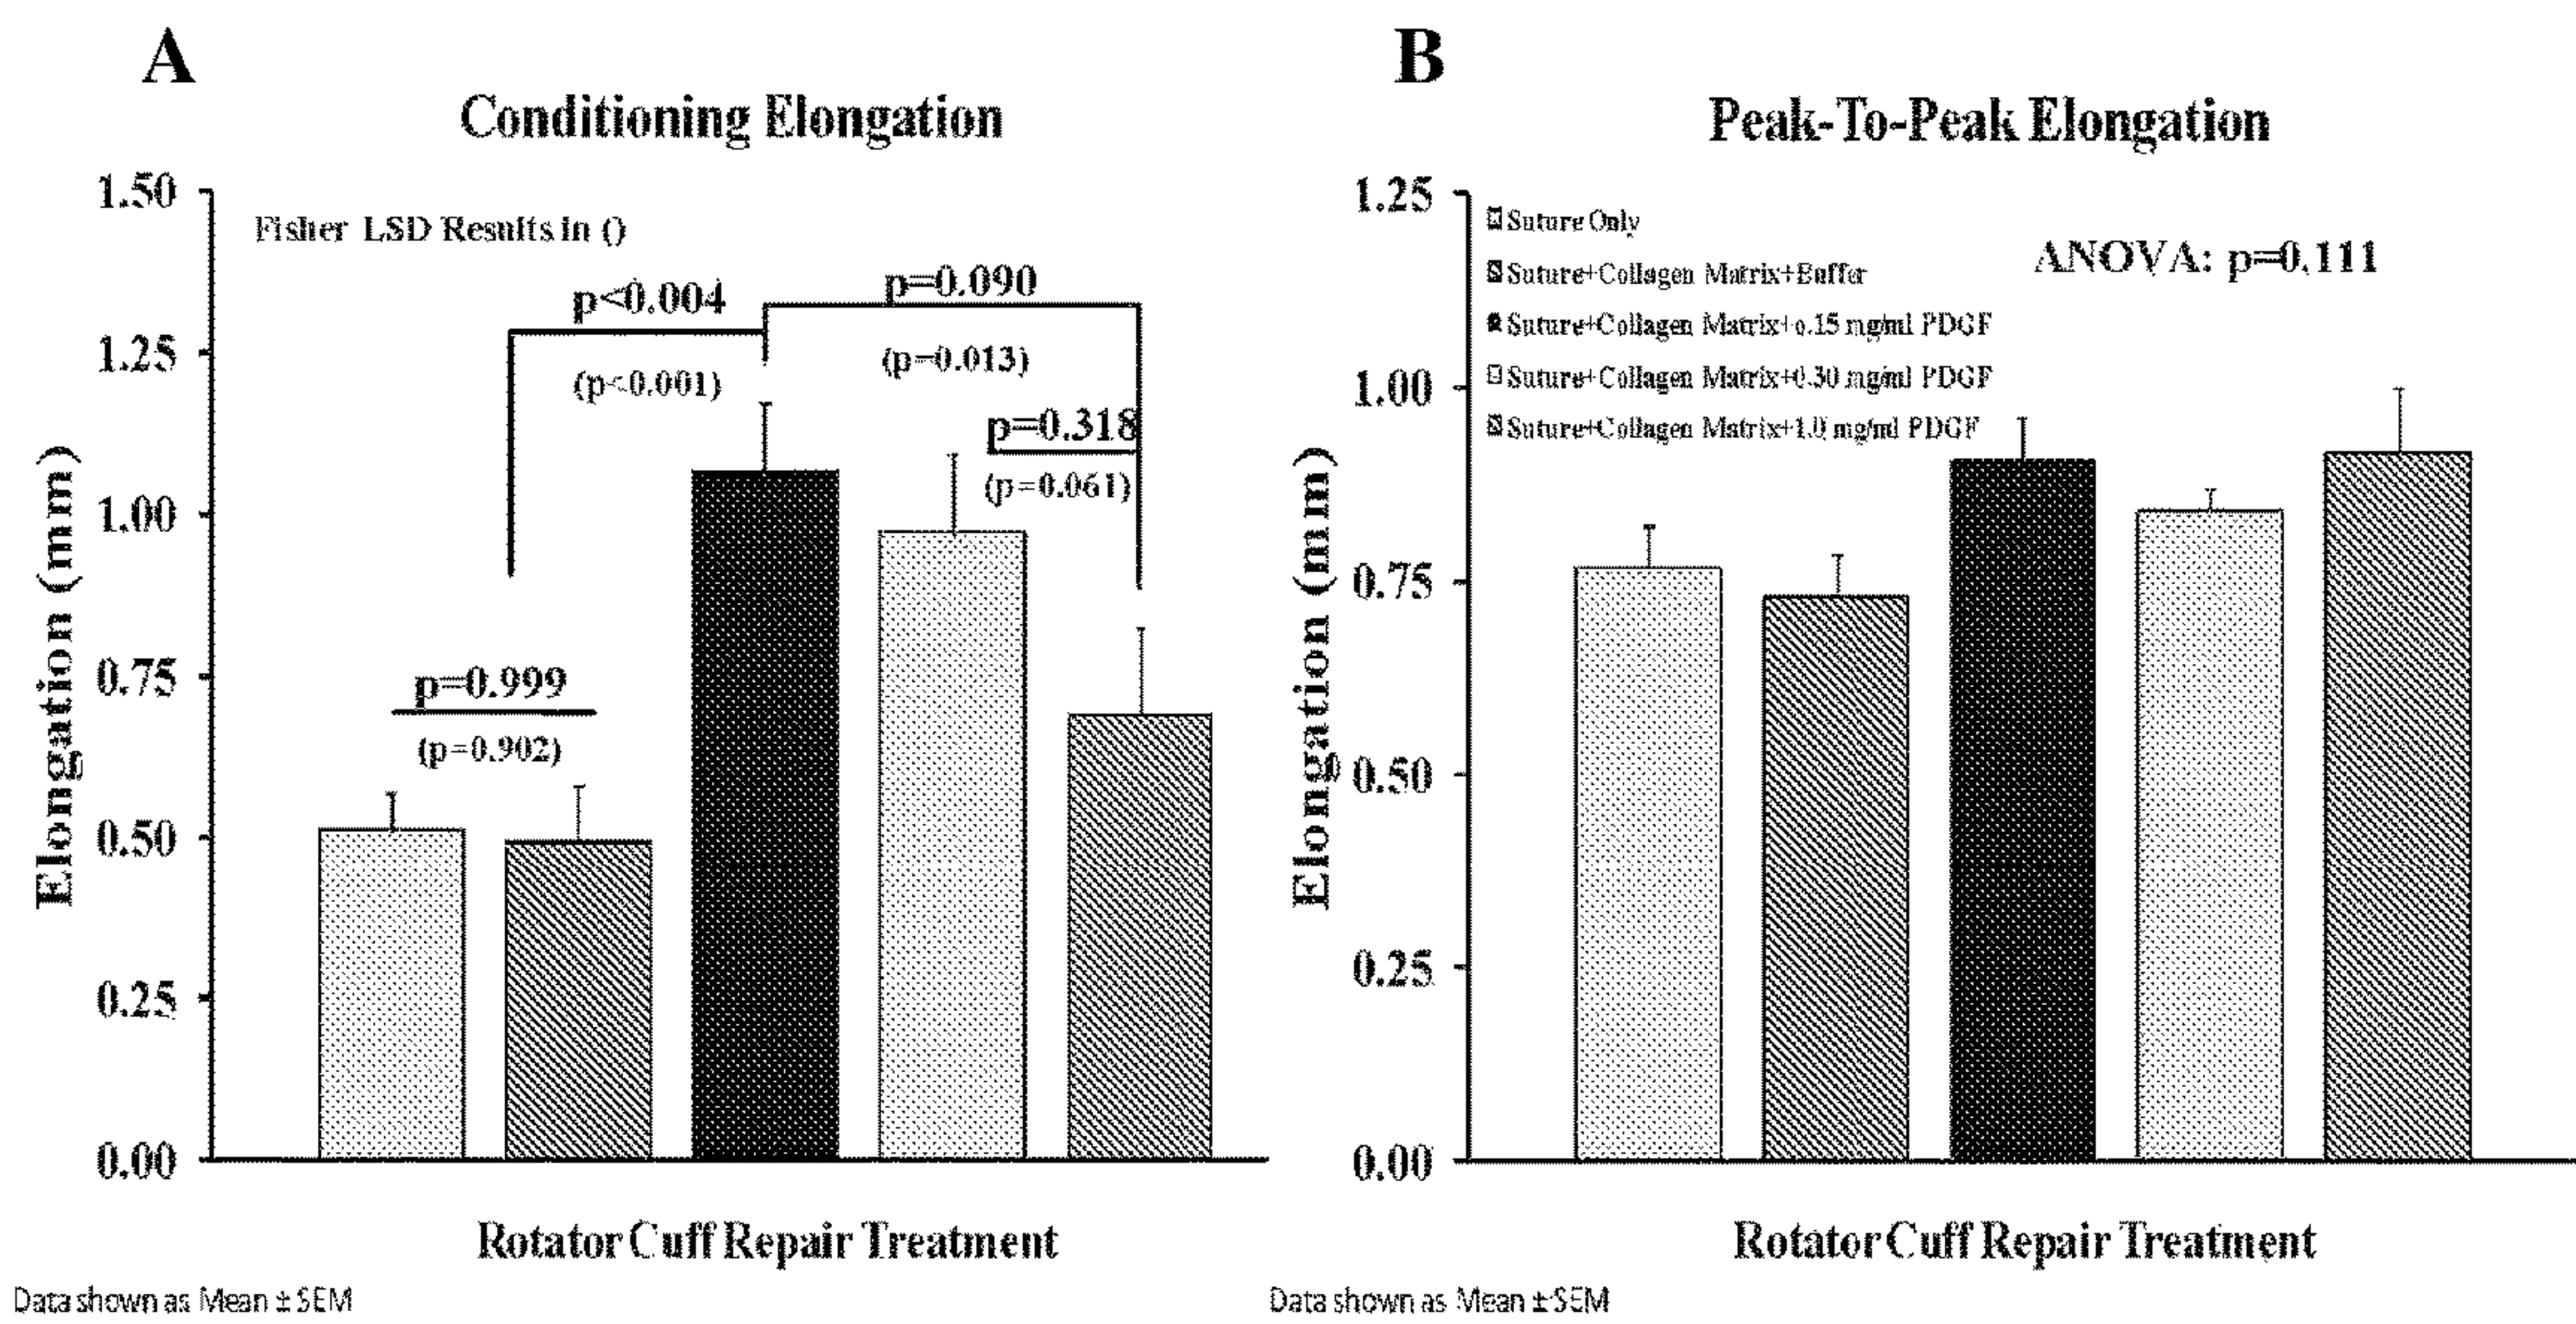 A
Conditioning Elongation
1.50
1.25
1.00
0.75
0.50
0.25
0.00
Elongation (mm)
Fisher LSD Results in ()
p<0.004
(p<0.001)
p=0.090
(p=0.013)
p=0.318
(p=0.061)
p=0.999
(p=0.902)
Rotator Cuff Repair Treatment
Data shown as Mean ± SEM
B
Peak-To-Peak Elongation
1.25
1.00
0.75
0.50
0.25
0.00
Elongation (mm)
Suture Only
Suture+Collagen Matrix+Buffer
Suture+Collagen Matrix+0.15 mg/ml PDGF
Suture+Collagen Matrix+0.30 mg/ml PDGF
Suture+Collagen Matrix+1.0 mg/ml PDGF
ANOVA: p=0.111
Rotator Cuff Repair Treatment
Data shown as Mean ± SEM